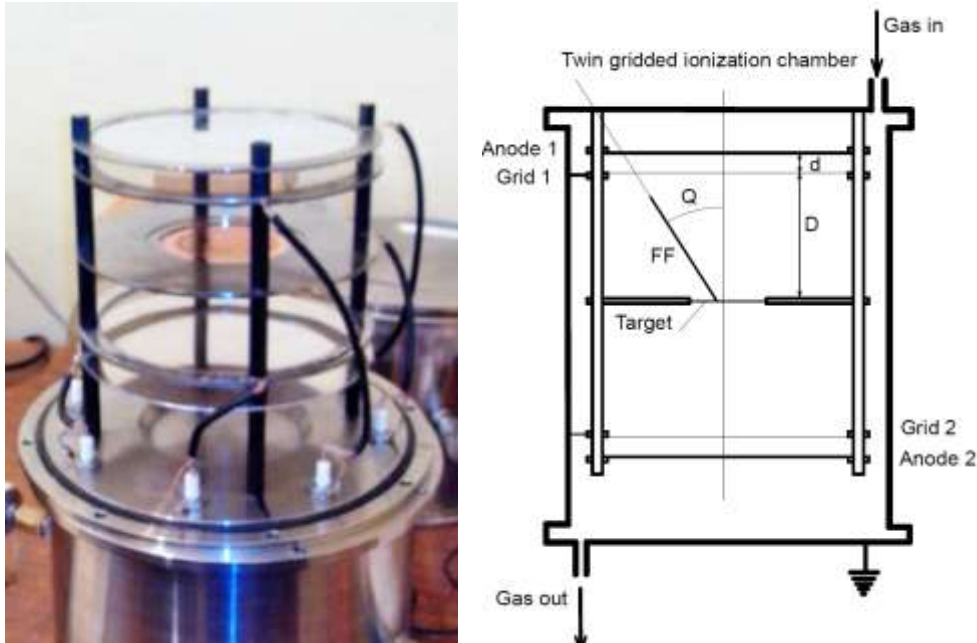 Gas in
Twin gridded ionization chamber
Anode 1
Grid 1
d
Q
D
FF
Target
Grid 2
Anode 2
Gas out